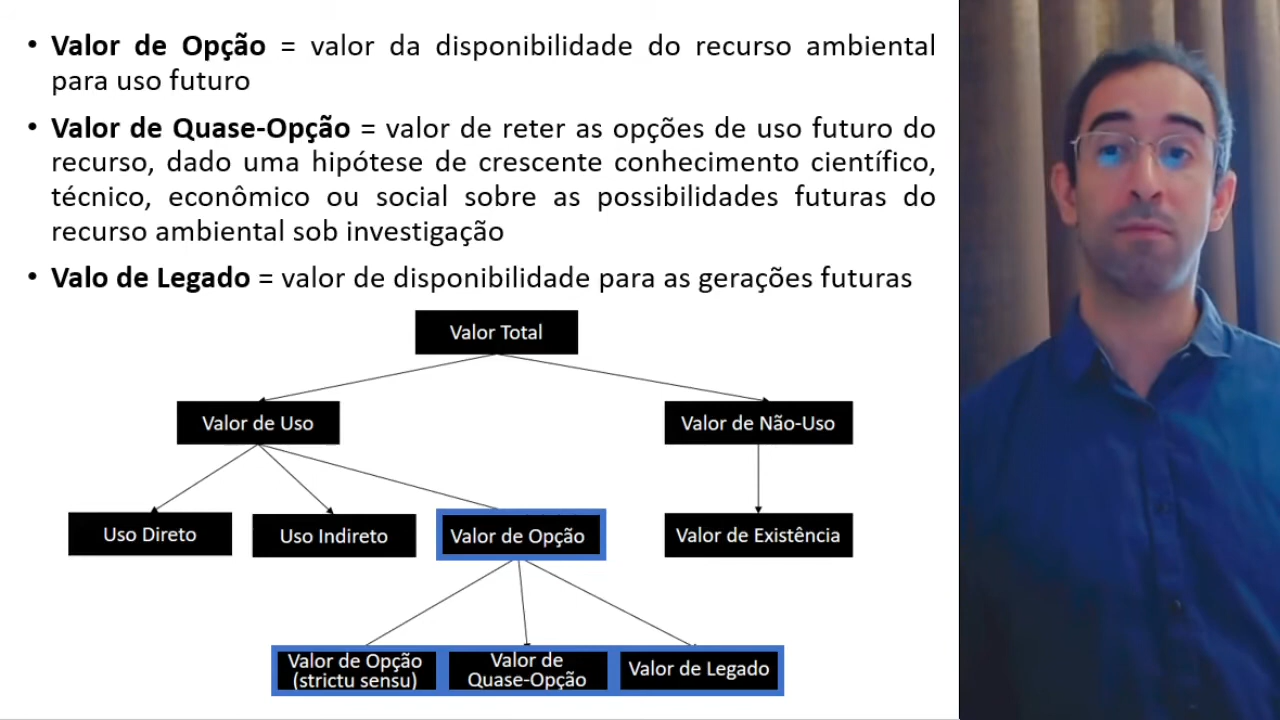 • Valor de Opção = valor da disponibilidade do recurso ambiental
para uso futuro
• Valor de Quase-Opção = valor de reter as opções de uso futuro do
recurso, dado uma hipótese de crescente conhecimento científico,
técnico, econômico ou social sobre as possibilidades futuras do
recurso ambiental sob investigação
• Valo de Legado = valor de disponibilidade para as gerações futuras
Valor Total
Valor de Uso
Valor de Não-Uso
Uso Direto
Uso Indireto
Valor de Opção
Valor de Existência
Valor de Opção
(strictu sensu)
Valor de
Quase-Opção
Valor de Legado